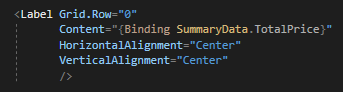 <Label Grid.Row="0"
Content="{Binding SummaryData.TotalPrice}"
HorizontalAlignment="Center"
VerticalAlignment="Center"
/>